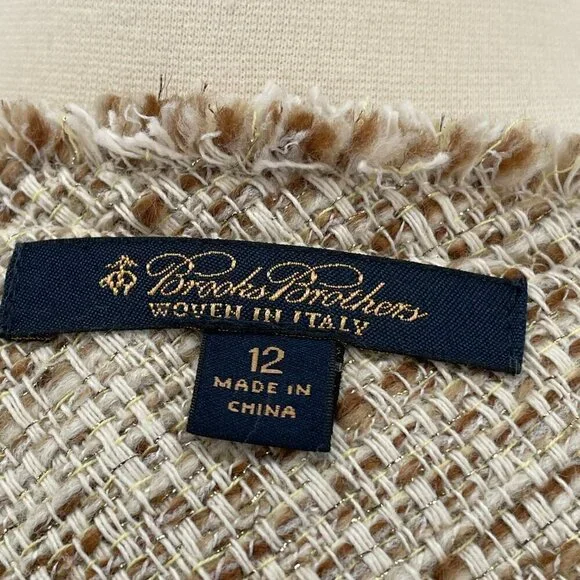 Brooks Brothers
WOVEN IN ITALY
12
MADE IN
CHINA